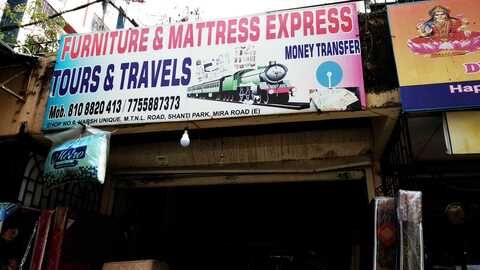 FURNITURE & MATTRESS EXPRESS
TOURS & TRAVELS
MONEY TRANSFER
Mob. 810 8820 413 / 7755887373
SHOP NO 8, HARSH UNIQUE, M.T.N.L. ROAD, SHANTI PARK, MIRA ROAD (E)
D
Hap